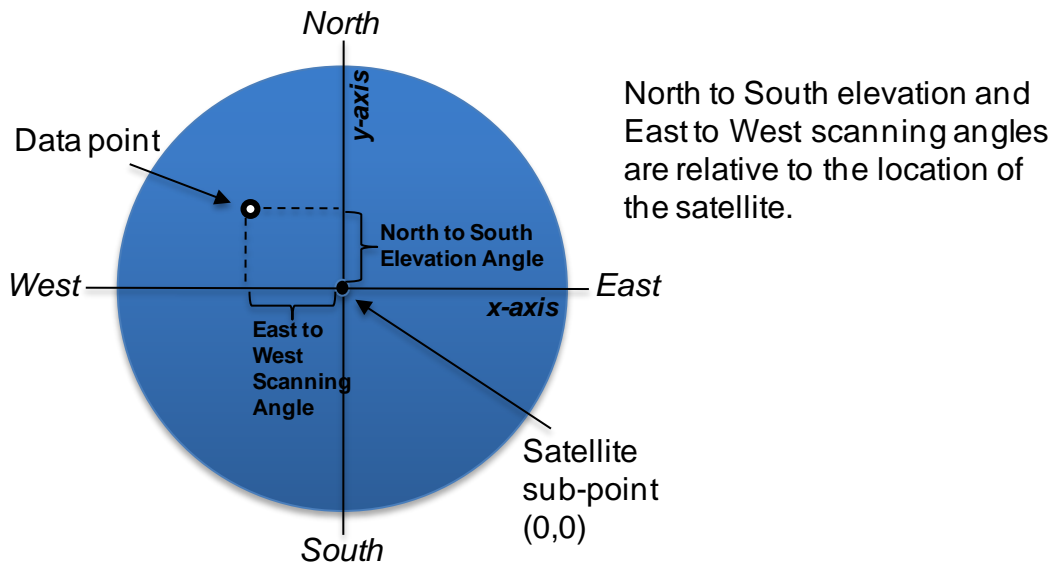 North
y-axis
North to South elevation and
East to West scanning angles
are relative to the location of
the satellite.
Data point
North to South
Elevation Angle
West
East
x-axis
East to
West
Scanning
Angle
Satellite
sub-point
(0,0)
South